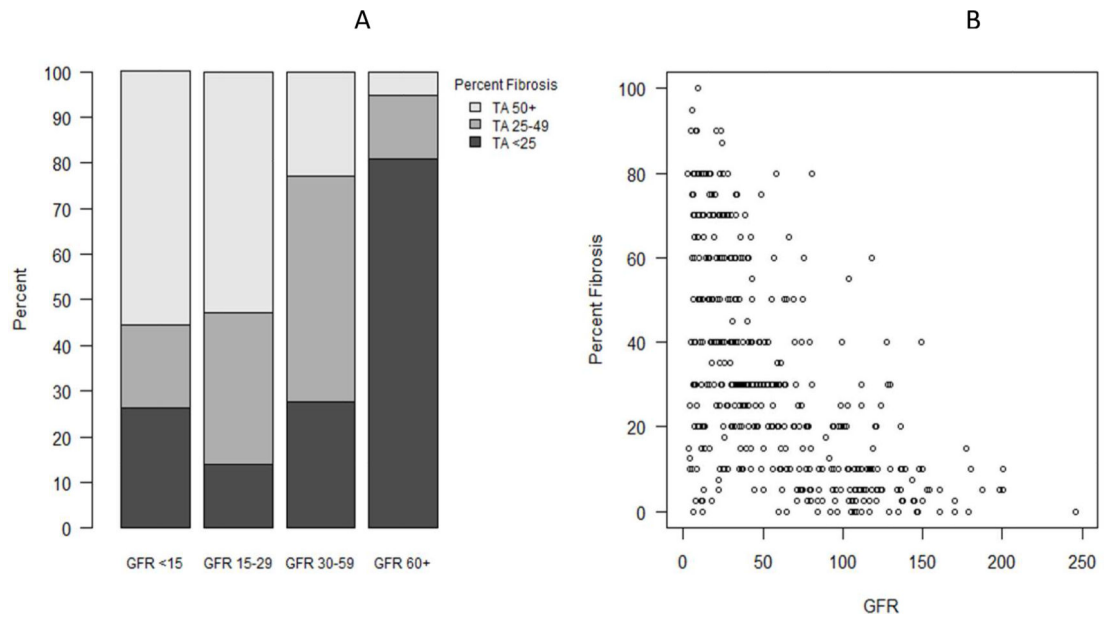 A
Percent
100
90
80
70
60
50
40
30
20
10
0
GFR <15
GFR 15-29
GFR 30-59
GFR 60+
Percent Fibrosis
TA 50+
TA 25-49
TA <25
B
Percent Fibrosis
100
80
60
40
20
0
0
50
100
150
200
250
GFR